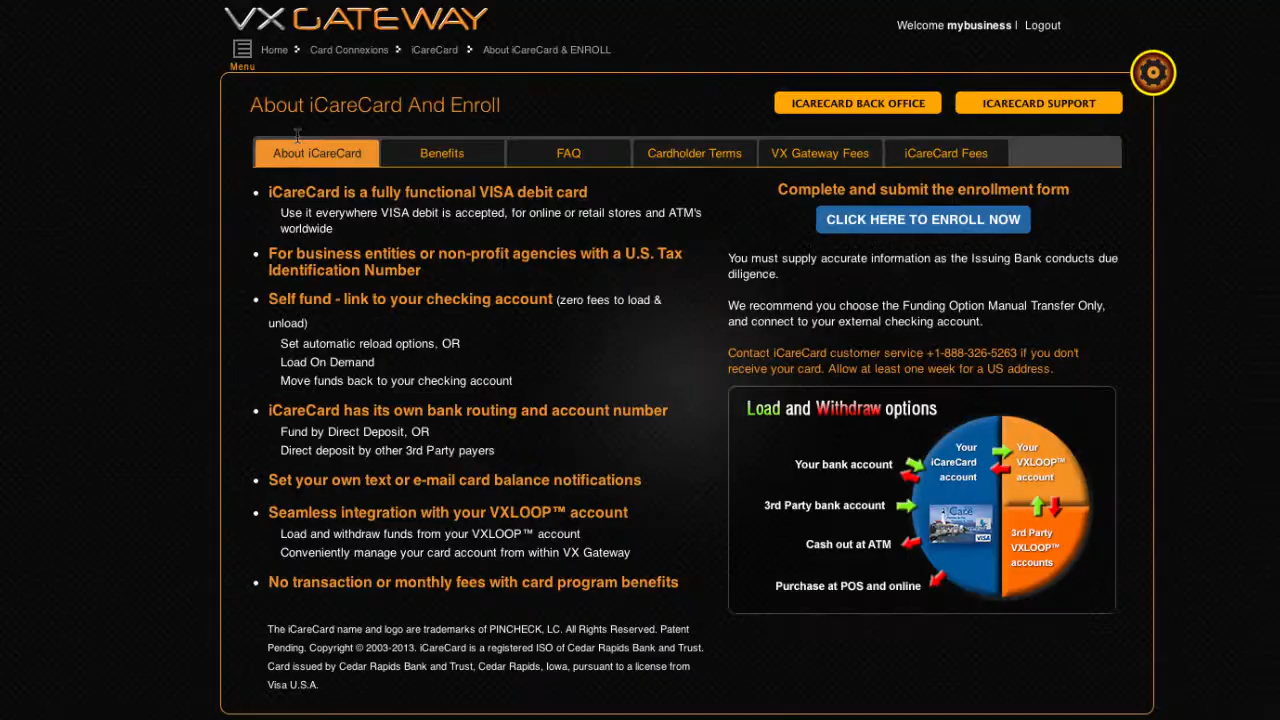 VX GATEWAY
Welcome mybusiness | Logout
Menu
Home > Card Connexions > iCareCard > About iCareCard & ENROLL
About iCareCard And Enroll
ICARECARD BACK OFFICE
ICARECARD SUPPORT
About iCareCard
Benefits
FAQ
Cardholder Terms
VX Gateway Fees
iCareCard Fees
• iCareCard is a fully functional VISA debit card
Use it everywhere VISA debit is accepted, for online or retail stores and ATM's
worldwide
• For business entities or non-profit agencies with a U.S. Tax
Identification Number
• Self fund - link to your checking account (zero fees to load &
unload)
Set automatic reload options, OR
Load On Demand
Move funds back to your checking account
• iCareCard has its own bank routing and account number
Fund by Direct Deposit, OR
Direct deposit by other 3rd Party payers
• Set your own text or e-mail card balance notifications
• Seamless integration with your VXLOOP™ account
Load and withdraw funds from your VXLOOP™ account
Conveniently manage your card account from within VX Gateway
• No transaction or monthly fees with card program benefits
The iCareCard name and logo are trademarks of PINCHECK, LC. All Rights Reserved. Patent
Pending. Copyright © 2003-2013. iCareCard is a registered ISO of Cedar Rapids Bank and Trust.
Card issued by Cedar Rapids Bank and Trust, Cedar Rapids, Iowa, pursuant to a license from
Visa U.S.A.
Complete and submit the enrollment form
CLICK HERE TO ENROLL NOW
You must supply accurate information as the Issuing Bank conducts due
diligence.
We recommend you choose the Funding Option Manual Transfer Only,
and connect to your external checking account.
Contact iCareCard customer service +1-888-326-5263 if you don't
receive your card. Allow at least one week for a US address.
Load and Withdraw options
Your bank account
3rd Party bank account
Cash out at ATM
Purchase at POS and online
Your
iCareCard
account
iCare
VISA
Your
VXLOOP™
account
3rd Party
VXLOOP™
accounts